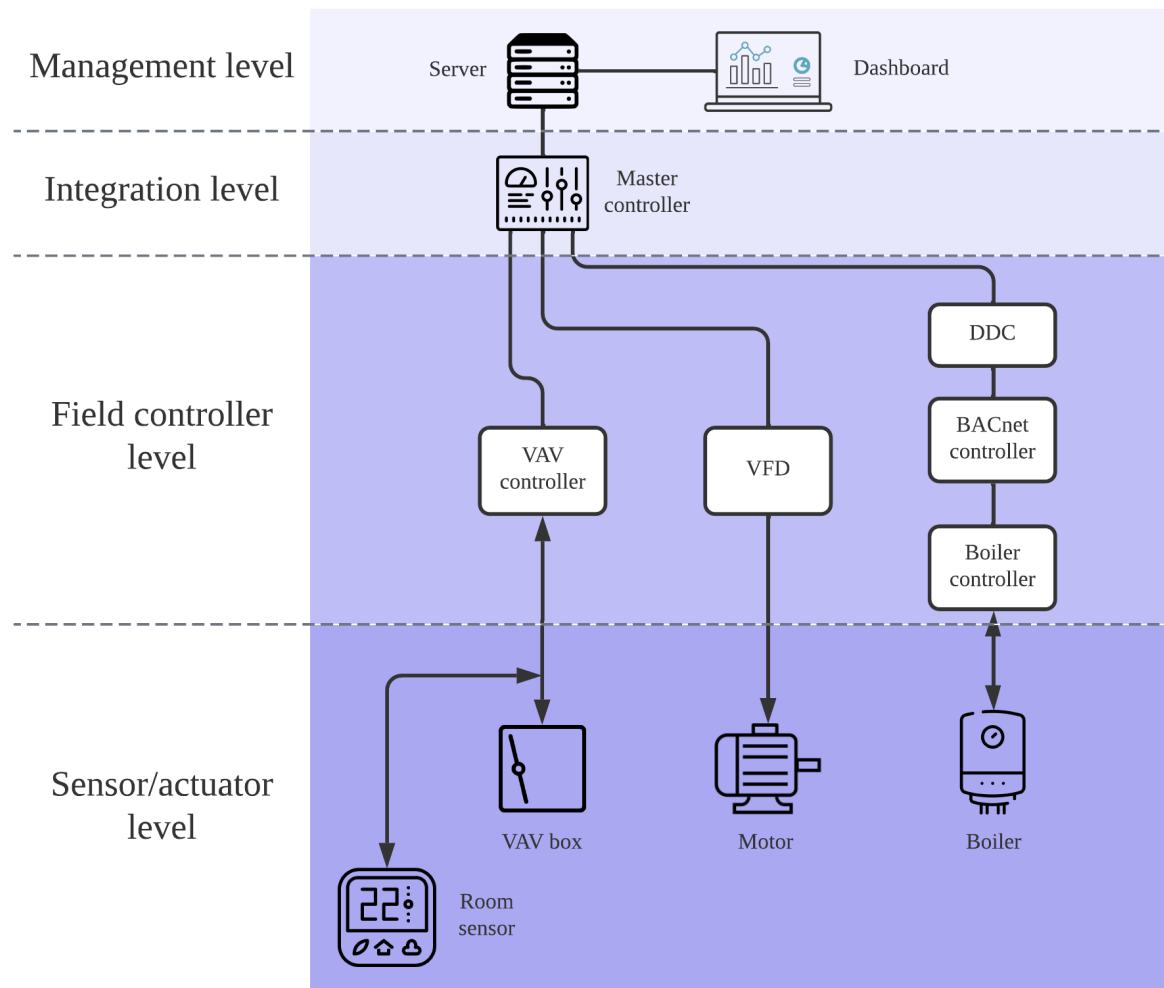 Management level
Server
Dashboard
Integration level
Master
controller
Field controller
level
DDC
BACnet
controller
VAV
controller
VFD
Boiler
controller
Sensor/actuator
level
VAV box
Motor
Boiler
22
Room
sensor